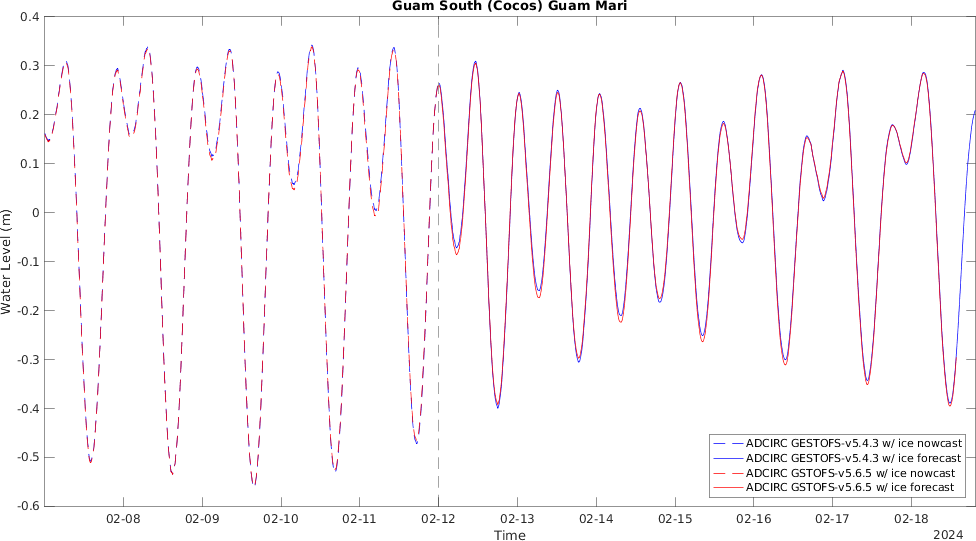 Guam South (Cocos) Guam Mari
0.4
0.3
0.2
0.1
0
-0.1
-0.2
-0.3
-0.4
-0.5
-0.6
Water Level (m)
ADCIRC GESTOFS-v5.4.3 w/ ice nowcast
ADCIRC GESTOFS-v5.4.3 w/ ice forecast
ADCIRC GSTOFS-v5.6.5 w/ ice nowcast
ADCIRC GSTOFS-v5.6.5 w/ ice forecast
02-08 02-09 02-10 02-11 02-12 02-13 02-14 02-15 02-16 02-17 02-18
Time
2024